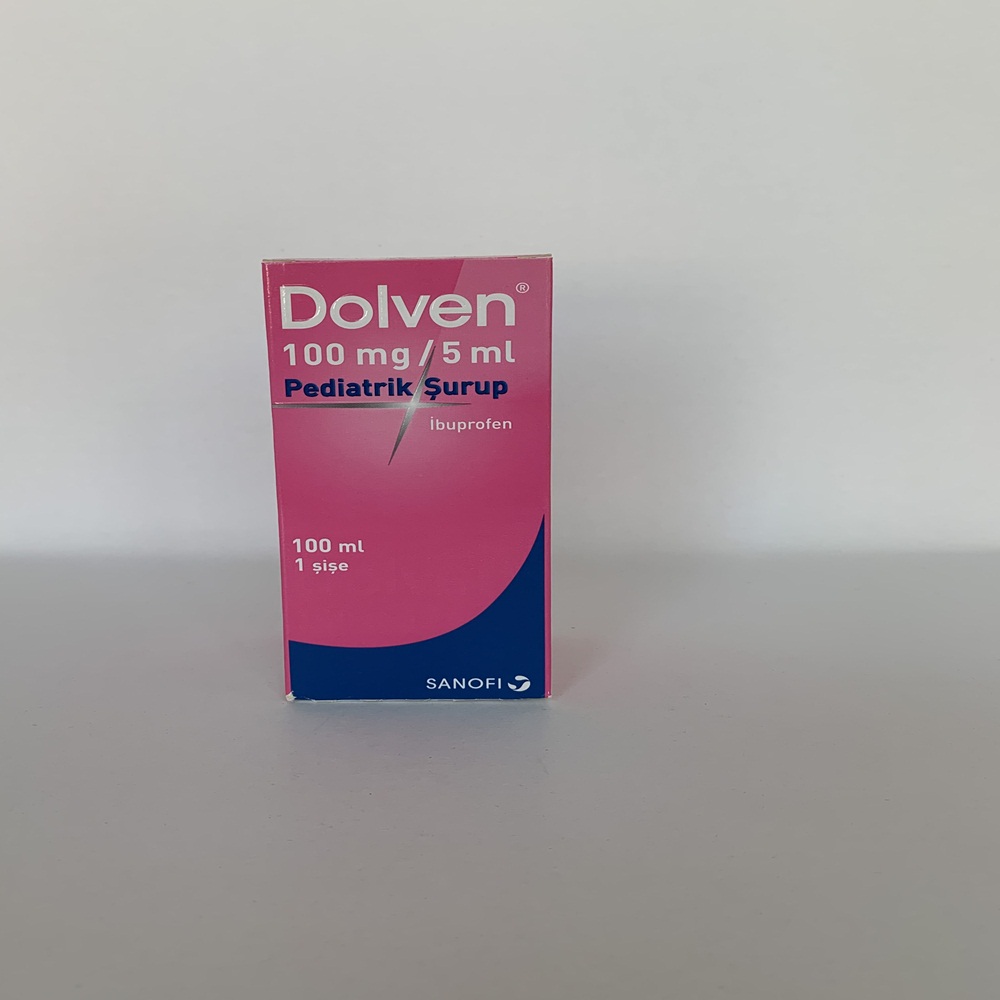 Dolven®
100 mg / 5 ml
Pediatrik Şurup
İbuprofen
100 ml
1 şişe
SANOFI